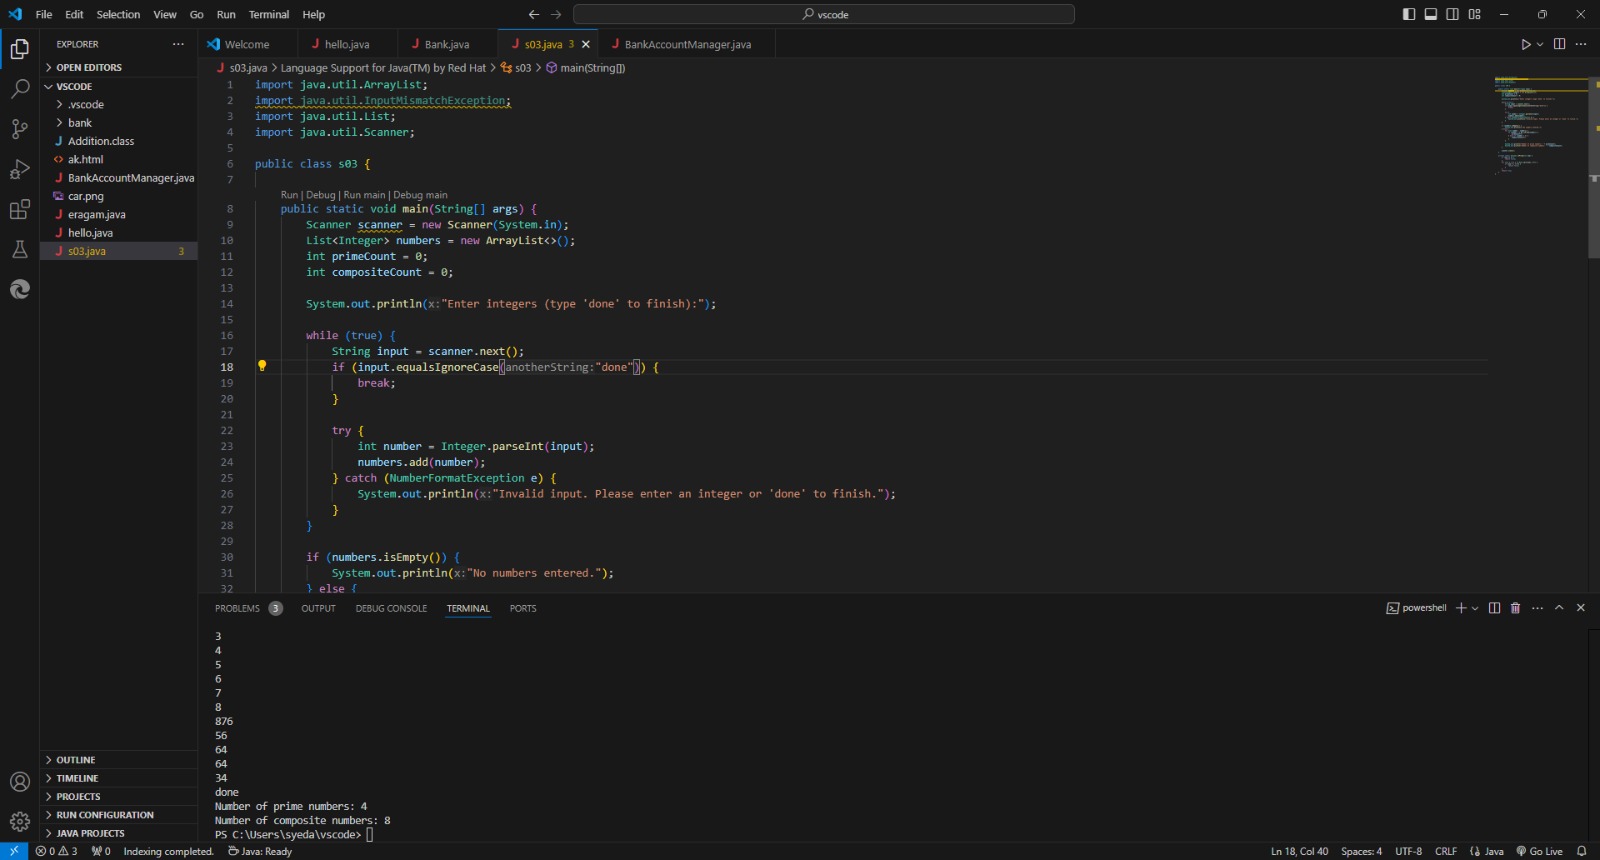 File Edit Selection View Go Run Terminal Help
vscode
EXPLORER
OPEN EDITORS
VSCODE
.vscode
bank
Addition.class
ak.html
BankAccountManager.java
car.png
eragam.java
hello.java
s03.java 3
OUTLINE
TIMELINE
PROJECTS
RUN CONFIGURATION
JAVA PROJECTS
Welcome hello.java Bank.java s03.java 3 BankAccountManager.java
s03.java > Language Support for Java(TM) by Red Hat > s03 > main(String[])
1 import java.util.ArrayList;
2 import java.util.InputMismatchException;
3 import java.util.List;
4 import java.util.Scanner;
5
6 public class s03 {
7
Run | Debug | Run main | Debug main
8 public static void main(String[] args) {
9 Scanner scanner = new Scanner(System.in);
10 List<Integer> numbers = new ArrayList<>();
11 int primeCount = 0;
12 int compositeCount = 0;
13
14 System.out.println(x:"Enter integers (type 'done' to finish):");
15
16 while (true) {
17 String input = scanner.next();
18 if (input.equalsIgnoreCase(anotherString:"done")) {
19 break;
20 }
21
22 try {
23 int number = Integer.parseInt(input);
24 numbers.add(number);
25 } catch (NumberFormatException e) {
26 System.out.println(x:"Invalid input. Please enter an integer or 'done' to finish.");
27 }
28 }
29
30 if (numbers.isEmpty()) {
31 System.out.println(x:"No numbers entered.");
32 } else {
PROBLEMS 3 OUTPUT DEBUG CONSOLE TERMINAL PORTS
powershell
3
4
5
6
7
8
876
56
64
64
34
done
Number of prime numbers: 4
Number of composite numbers: 8
PS C:\Users\syeda\vscode>
0 3 0 Indexing completed. Java: Ready
Ln 18, Col 40 Spaces: 4 UTF-8 CRLF {} Java Go Live